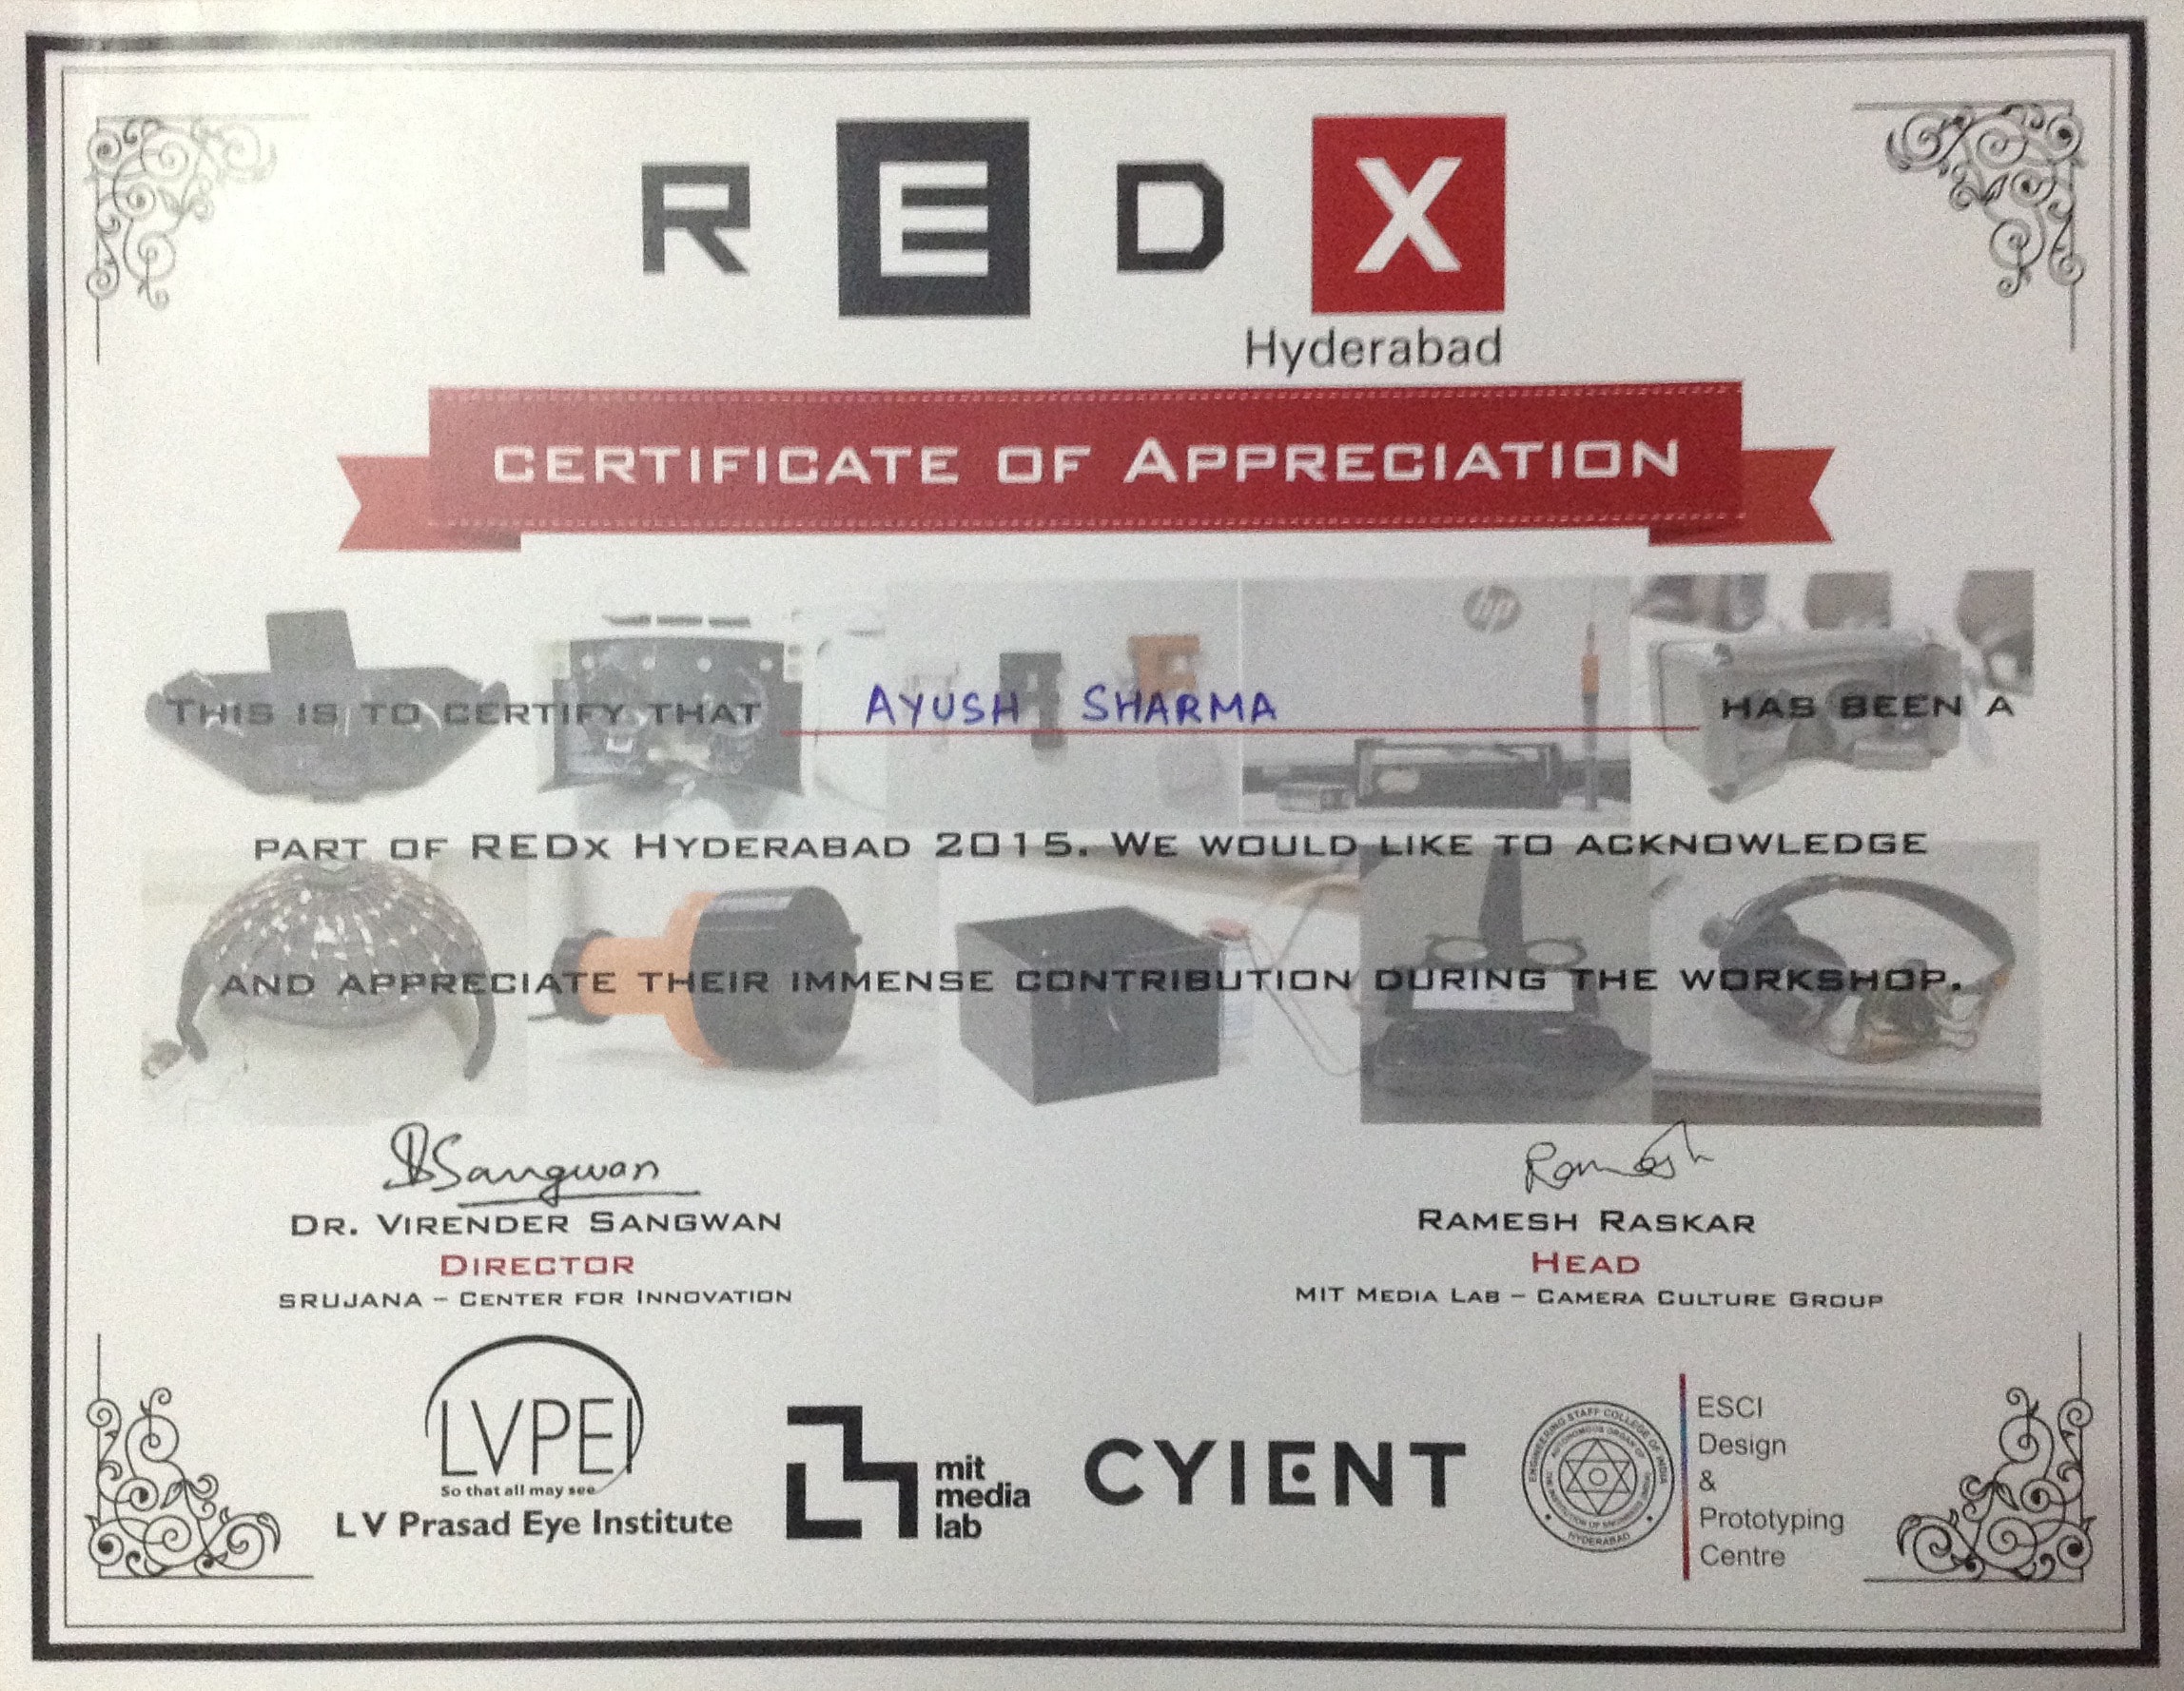 REDX
Hyderabad
CERTIFICATE OF APPRECIATION
hp
THIS IS TO CERTIFY THAT AYUSH SHARMA HAS BEEN A
PART OF REDX HYDERABAD 2015. WE WOULD LIKE TO ACKNOWLEDGE
AND APPRECIATE THEIR IMMENSE CONTRIBUTION DURING THE WORKSHOP.
Sangwan
Ramesh
DR. VIRENDER SANGWAN
RAMESH RASKAR
DIRECTOR
HEAD
SRUJANA – CENTER FOR INNOVATION
MIT MEDIA LAB – CAMERA CULTURE GROUP
LVPEI
So that all may see
LV Prasad Eye Institute
mit
media
lab
CYIENT
ENGINEERING STAFF COLLEGE OF INDIA
HYDERABAD
ESCI
Design
&
Prototyping
Centre